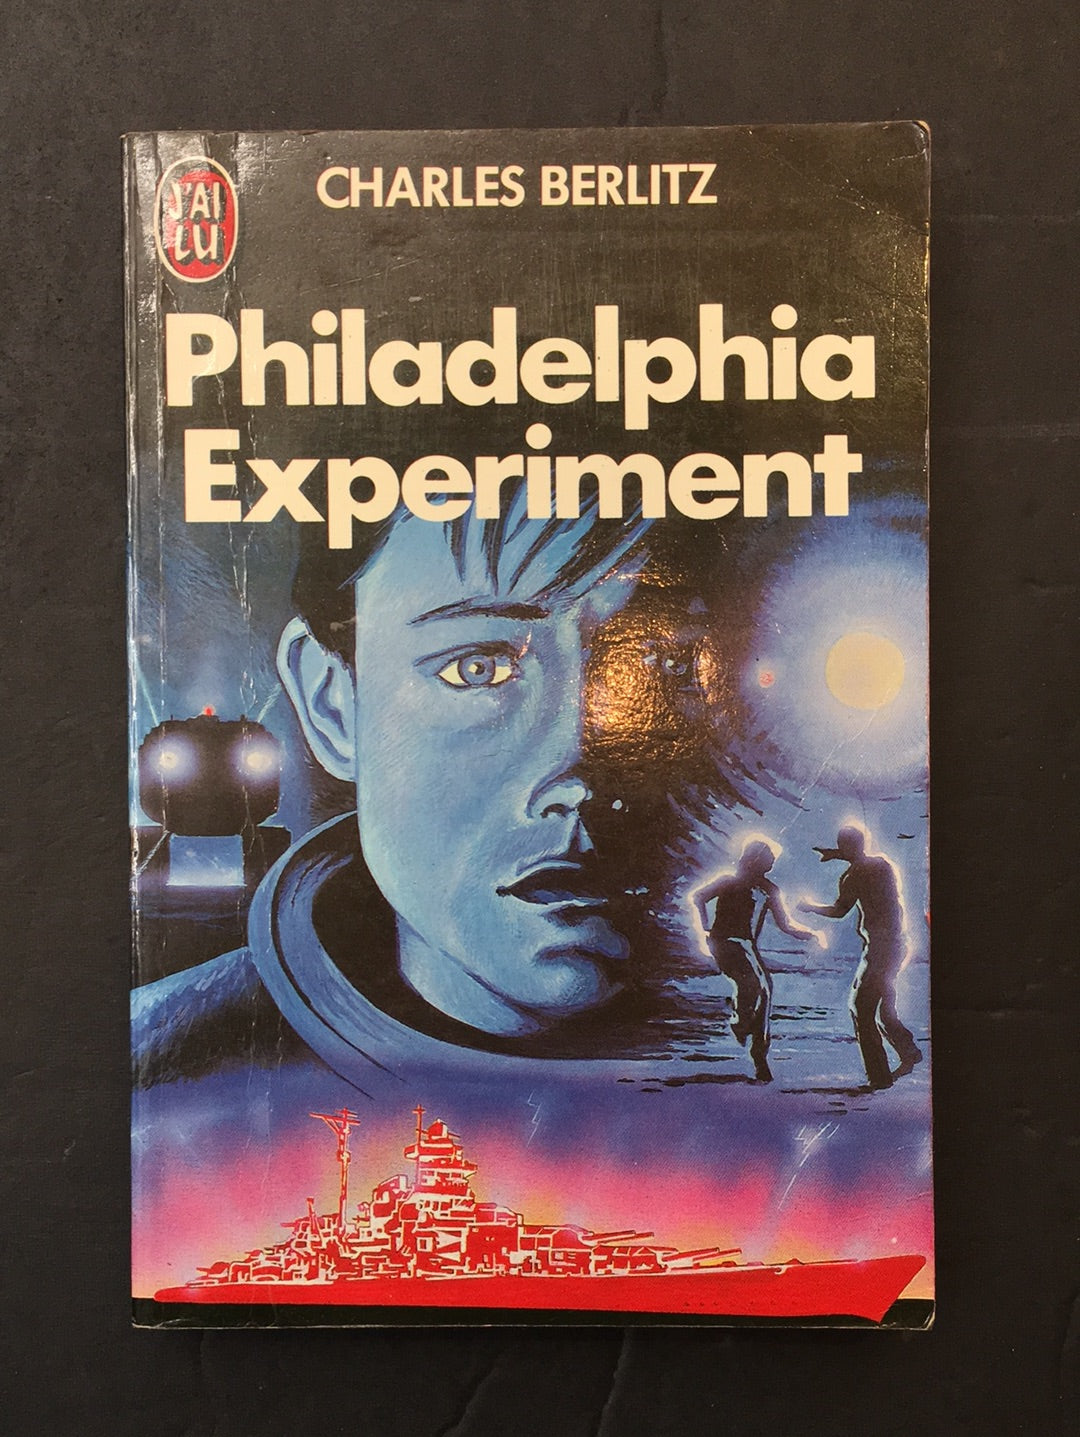 CHARLES BERLITZ
J'AI
LU
Philadelphia
Experiment